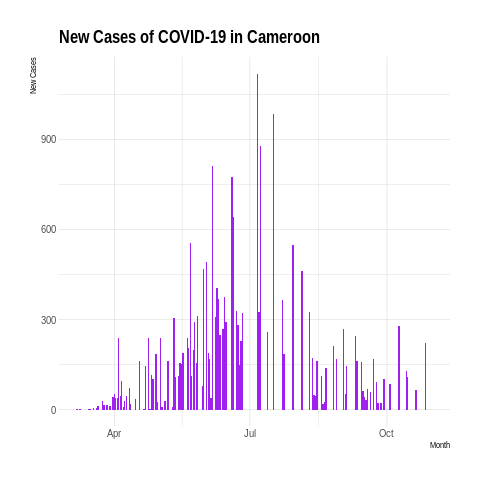 New Cases of COVID-19 in Cameroon
New Cases
900
600
300
0
Apr
Jul
Oct
Month